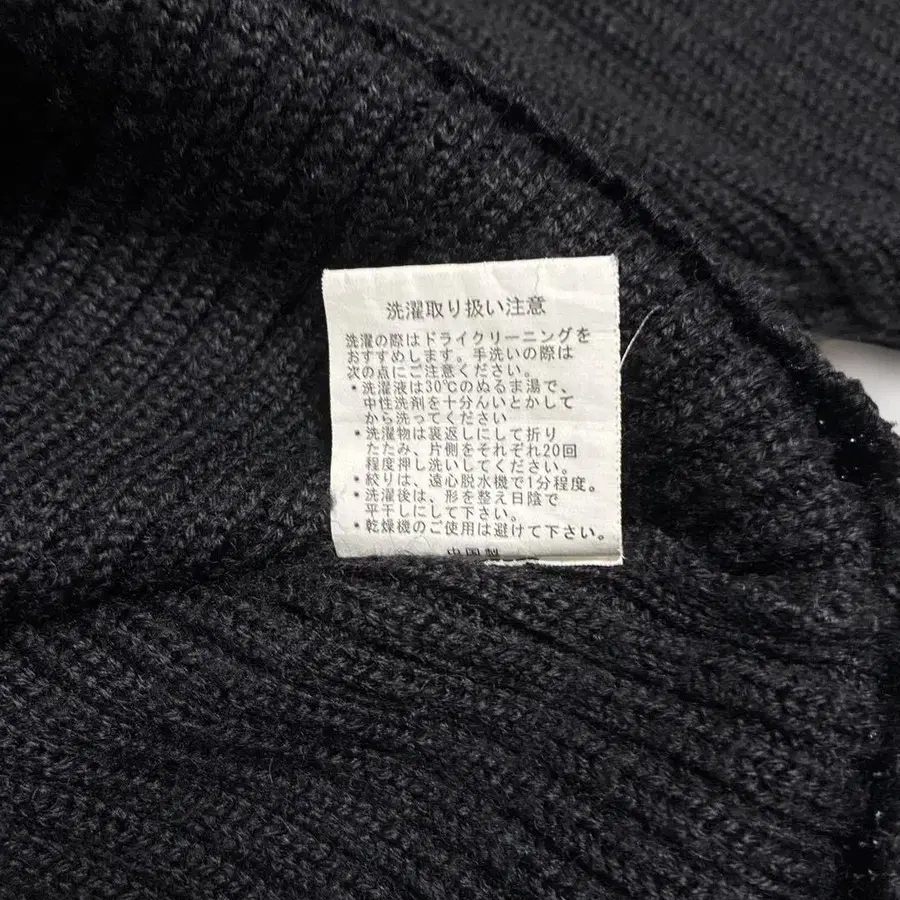 洗濯取り扱い注意
洗濯の際はドライクリーニングを
おすすめします。手洗いの際は
次の点にご注意ください。
・洗濯液は30℃のぬるま湯で、
中性洗剤を十分んいとかして
から洗ってください
・洗濯物は裏返しにして折り
たたみ、片側をそれぞれ20回
程度押し洗いしてください。
・絞りは、遠心脱水機で1分程度。
・洗濯後は、形を整え日陰で
平干しにして下さい。
・乾燥機のご使用は避けて下さい。
中国製